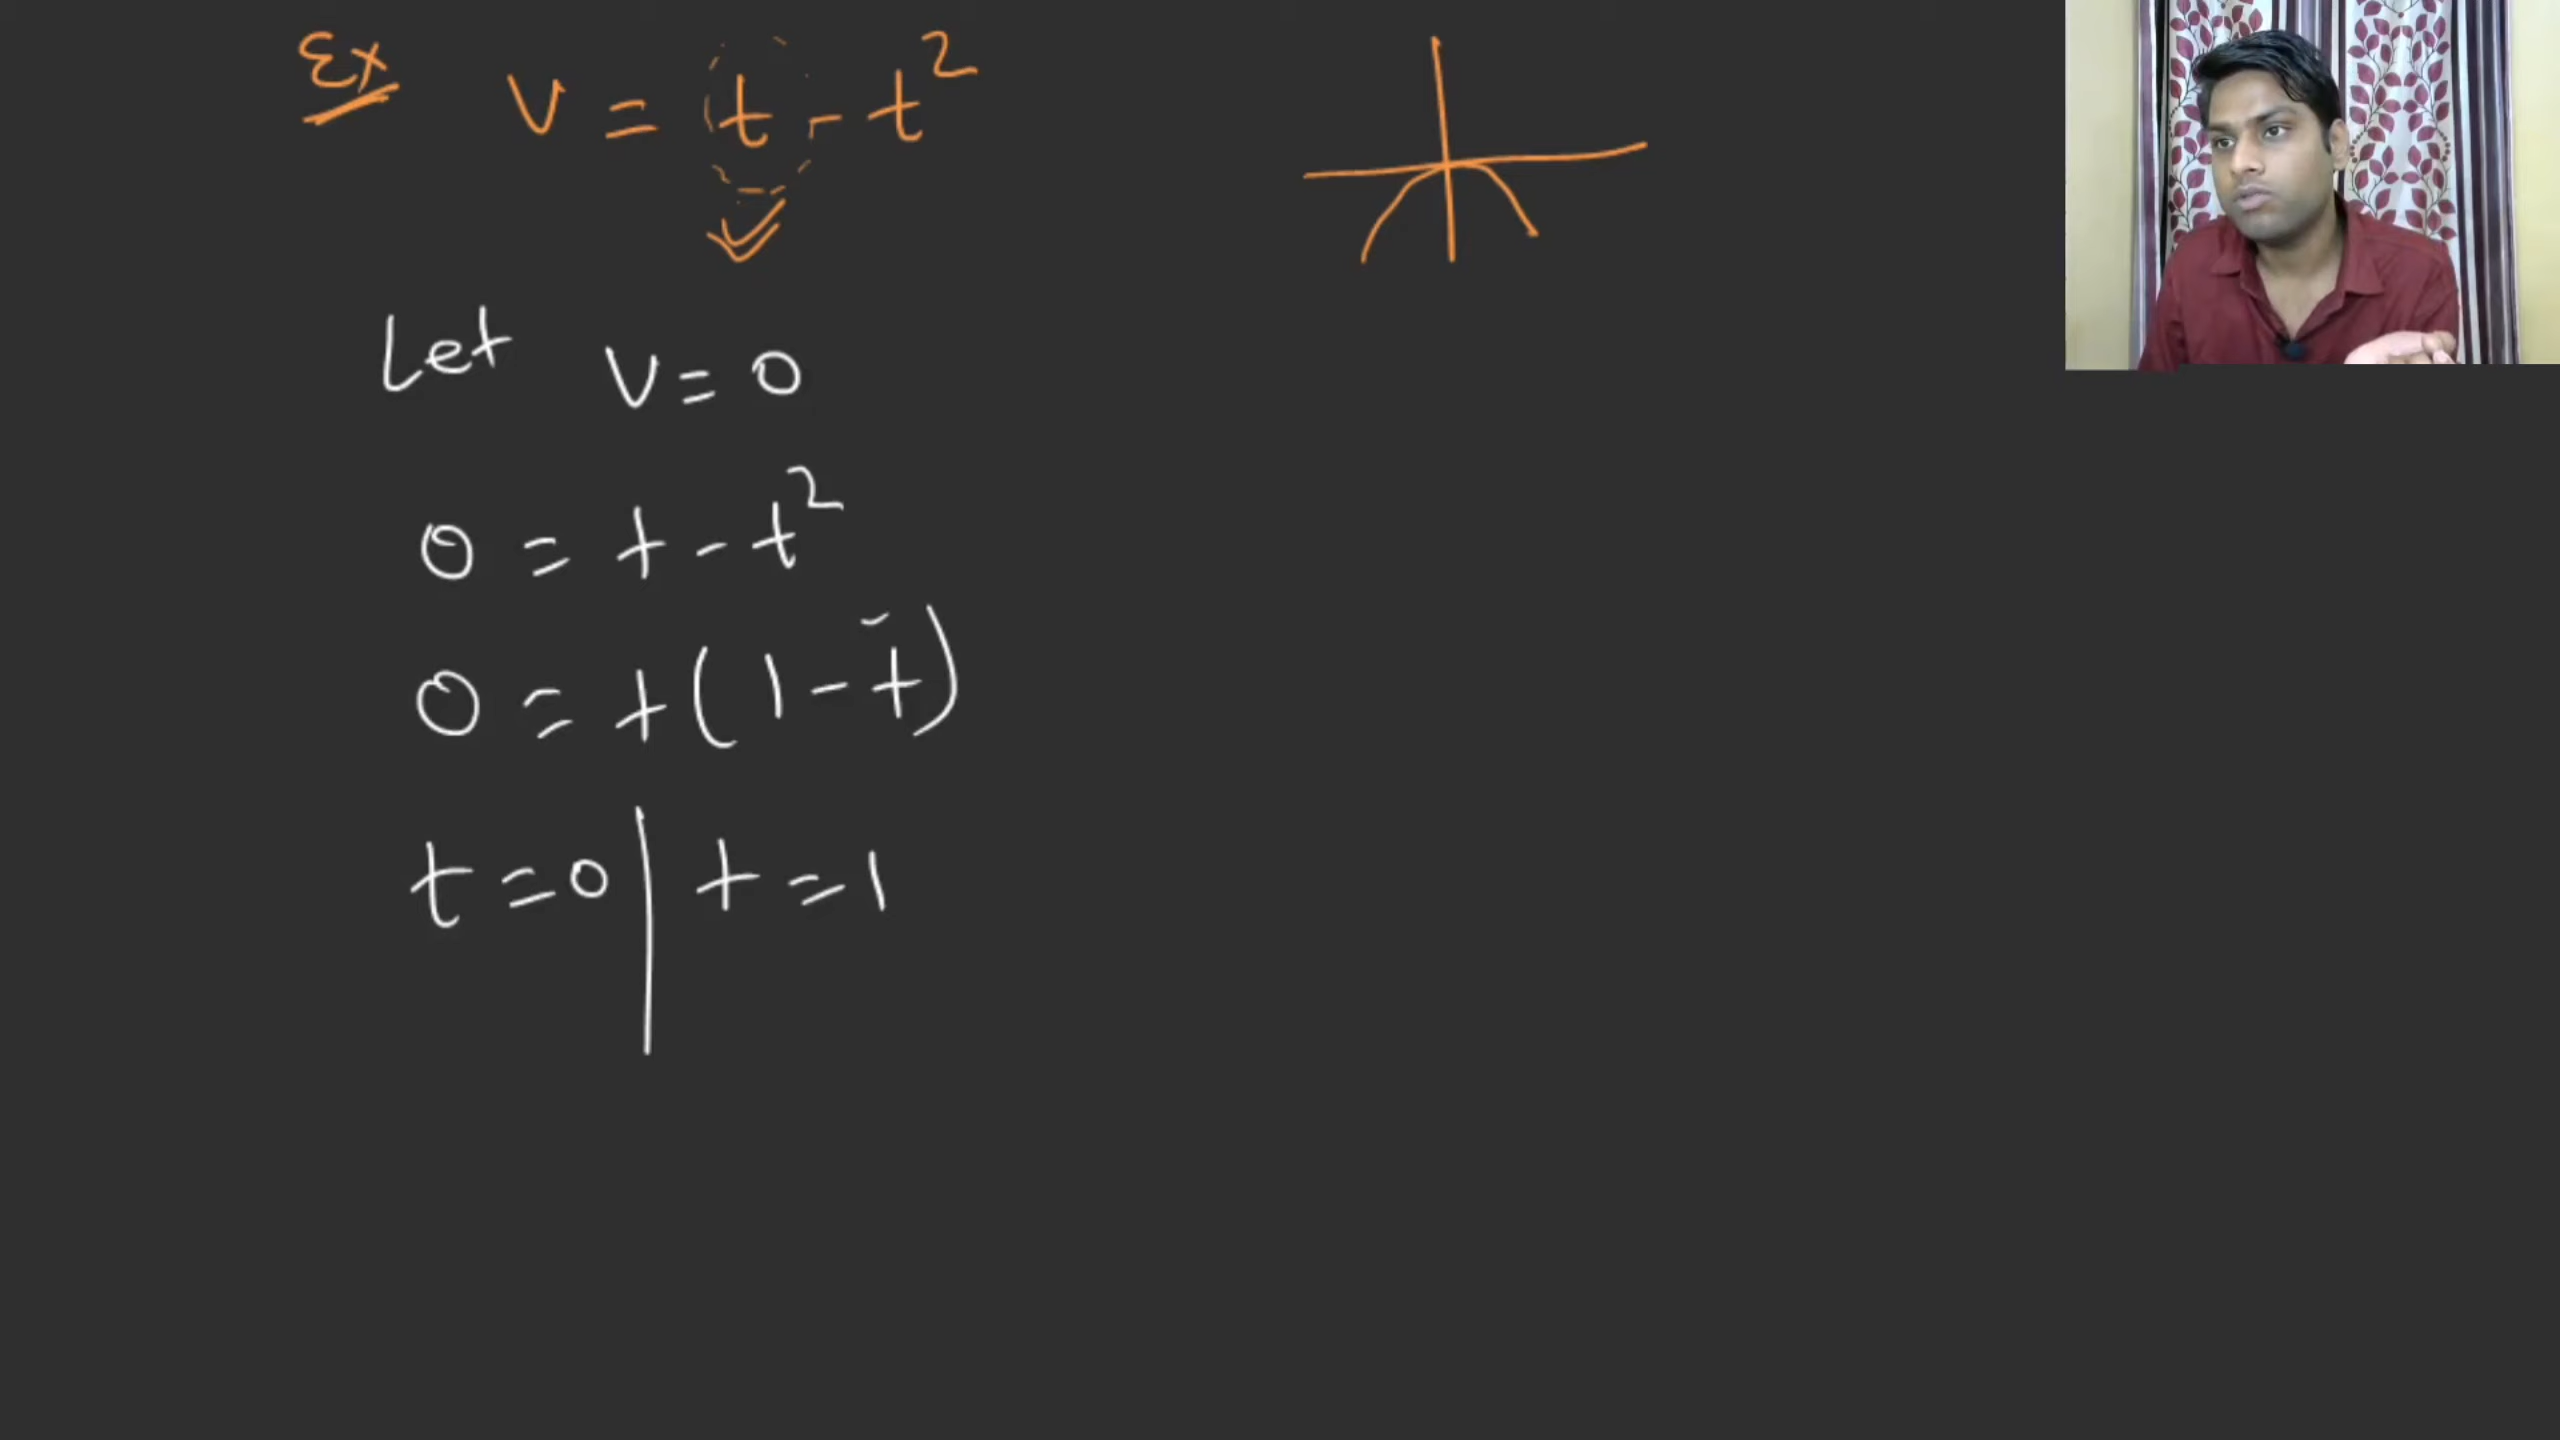 Ex V = t - t²
Let V = 0
0 = t - t²
0 = t(1 - t)
t = 0 | t = 1